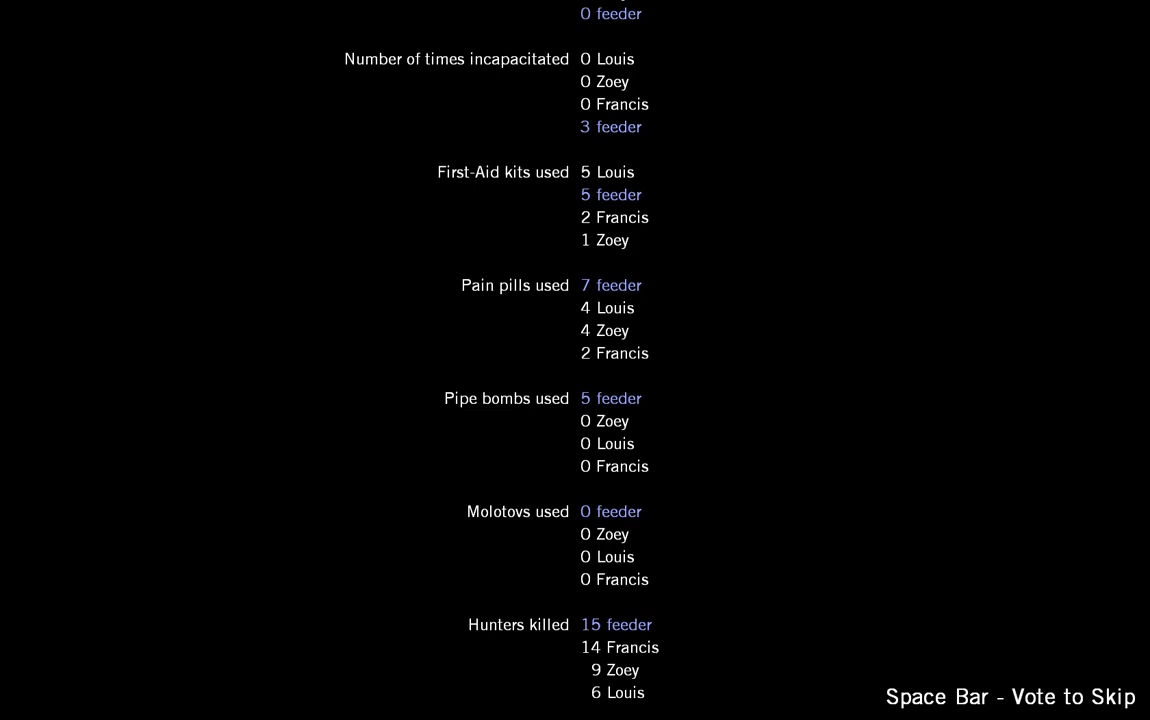 0 feeder
Number of times incapacitated 0 Louis
0 Zoey
0 Francis
3 feeder
First-Aid kits used 5 Louis
5 feeder
2 Francis
1 Zoey
Pain pills used 7 feeder
4 Louis
4 Zoey
2 Francis
Pipe bombs used 5 feeder
0 Zoey
0 Louis
0 Francis
Molotovs used 0 feeder
0 Zoey
0 Louis
0 Francis
Hunters killed 15 feeder
14 Francis
9 Zoey
6 Louis
Space Bar - Vote to Skip